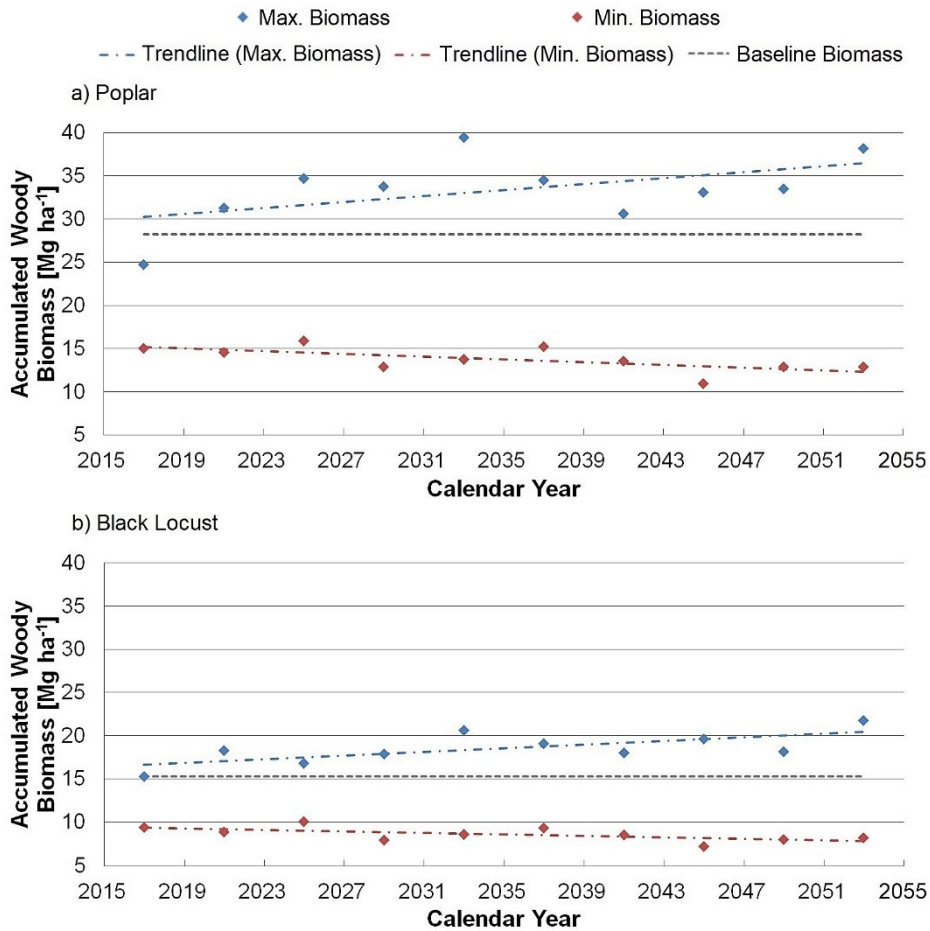 Max. Biomass Min. Biomass
Trendline (Max. Biomass) Trendline (Min. Biomass) Baseline Biomass
a) Poplar
Accumulated Woody
Biomass [Mg ha⁻¹]
40
35
30
25
20
15
10
5
2015 2019 2023 2027 2031 2035 2039 2043 2047 2051 2055
Calendar Year
b) Black Locust
Accumulated Woody
Biomass [Mg ha⁻¹]
40
35
30
25
20
15
10
5
2015 2019 2023 2027 2031 2035 2039 2043 2047 2051 2055
Calendar Year